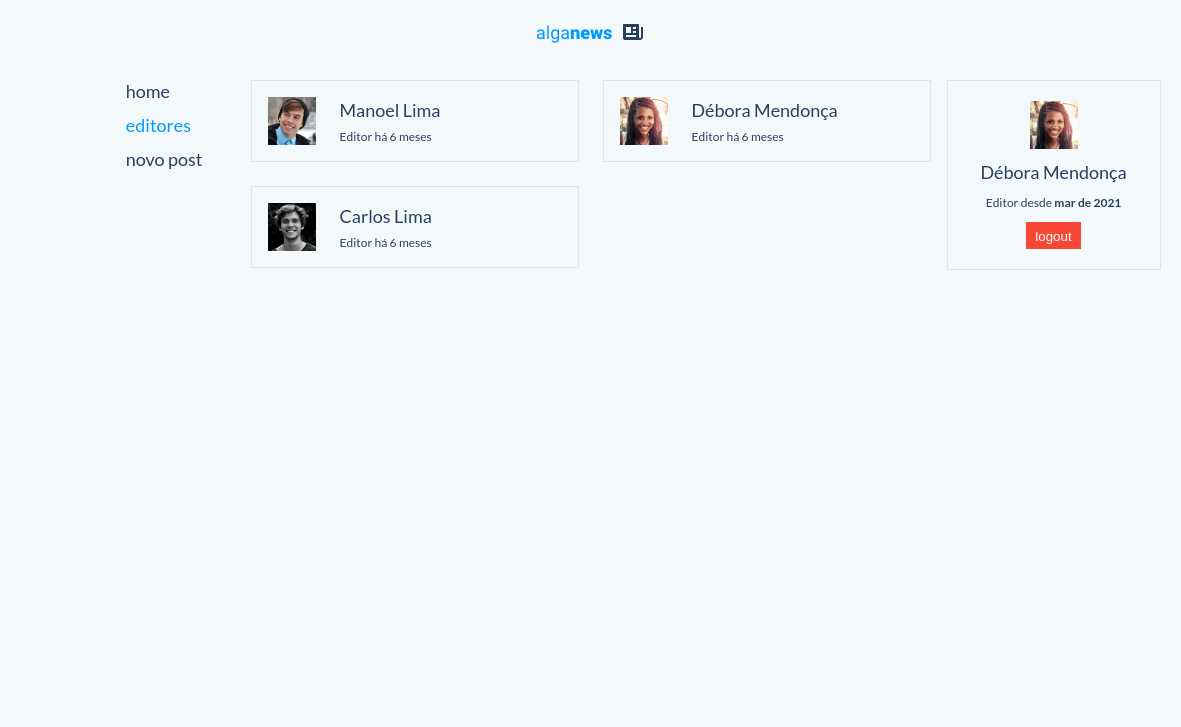 alganews
home
editores
novo post
Manoel Lima
Editor há 6 meses
Débora Mendonça
Editor há 6 meses
Carlos Lima
Editor há 6 meses
Débora Mendonça
Editor desde mar de 2021
logout